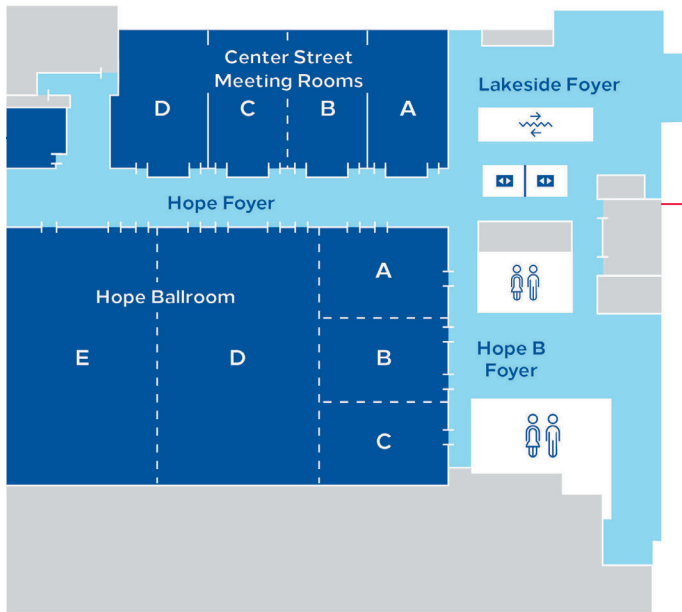 Center Street
Meeting Rooms
Lakeside Foyer
D
C
B
A
Hope Foyer
A
Hope Ballroom
E
D
B
Hope B
Foyer
C